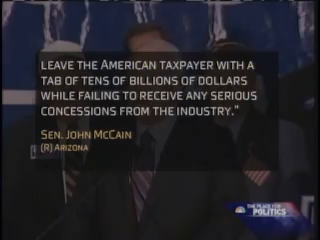 LEAVE THE AMERICAN TAXPAYER WITH A
TAB OF TENS OF BILLIONS OF DOLLARS
WHILE FAILING TO RECEIVE ANY SERIOUS
CONCESSIONS FROM THE INDUSTRY."
SEN. JOHN MCCAIN
(R) ARIZONA
THE PLACE FOR
POLITICS